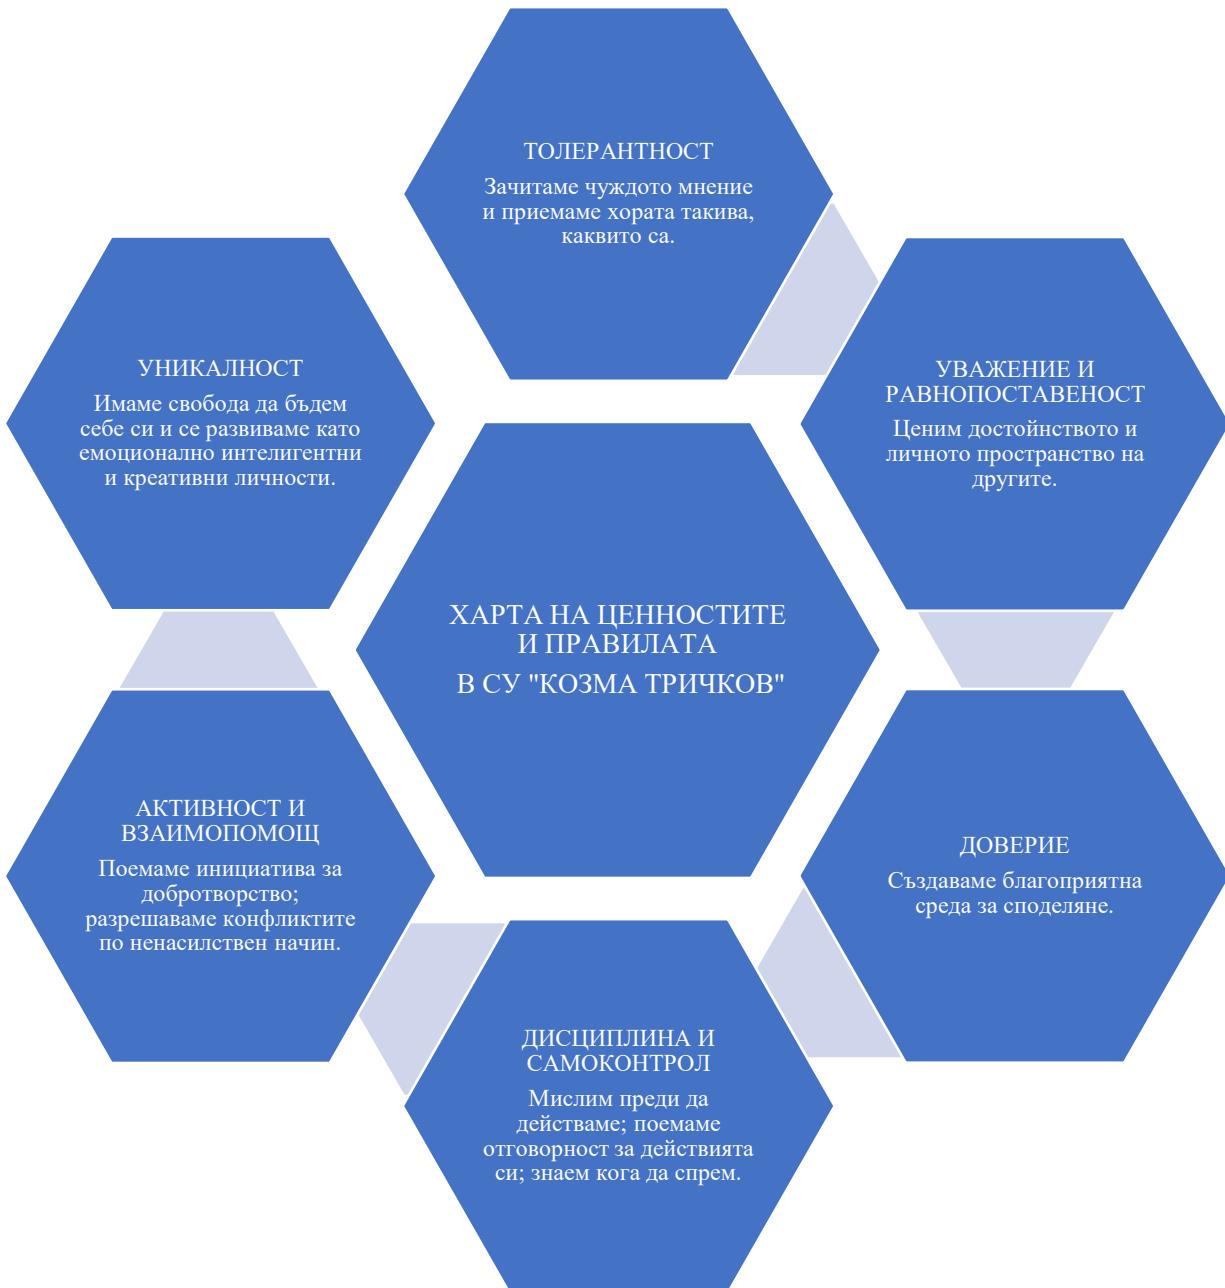 ТОЛЕРАНТНОСТ
Зачитаме чуждото мнение
и приемаме хората такива,
каквито са.
УВАЖЕНИЕ И
РАВНОПОСТАВЕНОСТ
Ценим достойнството и
личното пространство на
другите.
ДОВЕРИЕ
Създаваме благоприятна
среда за споделяне.
ДИСЦИПЛИНА И
САМОКОНТРОЛ
Мислим преди да
действаме; поемаме
отговорност за действията
си; знаем кога да спрем.
АКТИВНОСТ И
ВЗАИМОПОМОЩ
Поемаме инициатива за
добротворство;
разрешаваме конфликтите
по ненасилствен начин.
УНИКАЛНОСТ
Имаме свобода да бъдем
себе си и се развиваме като
емоционално интелигентни
и креативни личности.
ХАРТА НА ЦЕННОСТИТЕ
И ПРАВИЛАТА
В СУ "КОЗМА ТРИЧКОВ"